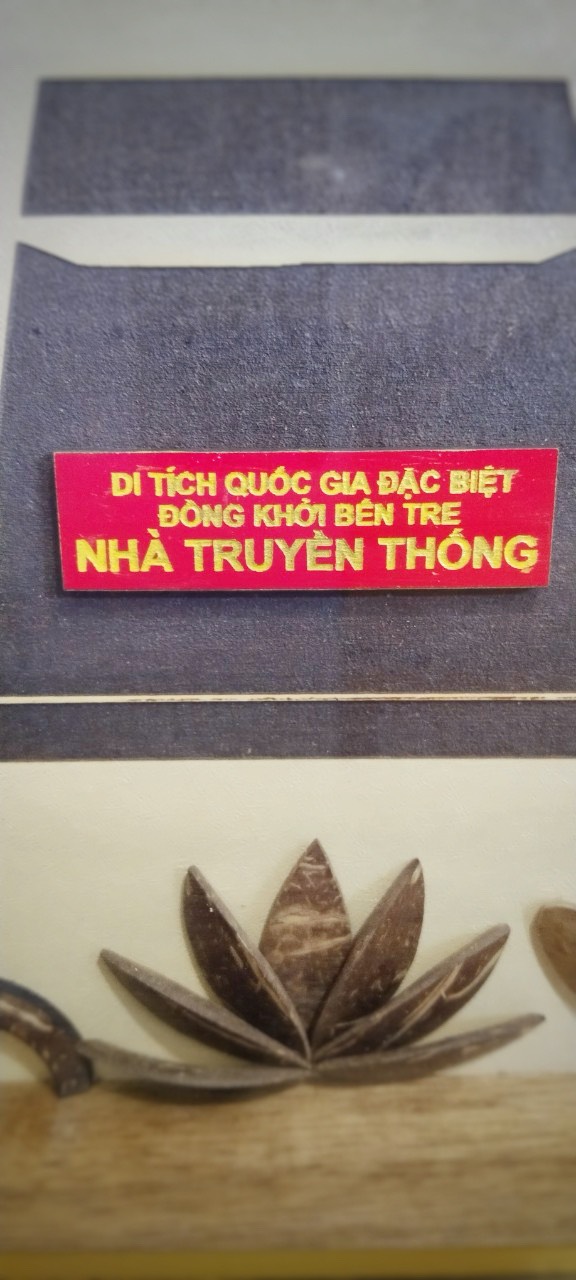 DI TÍCH QUỐC GIA ĐẶC BIỆT
ĐỒNG KHỞI BẾN TRE
NHÀ TRUYỀN THỐNG